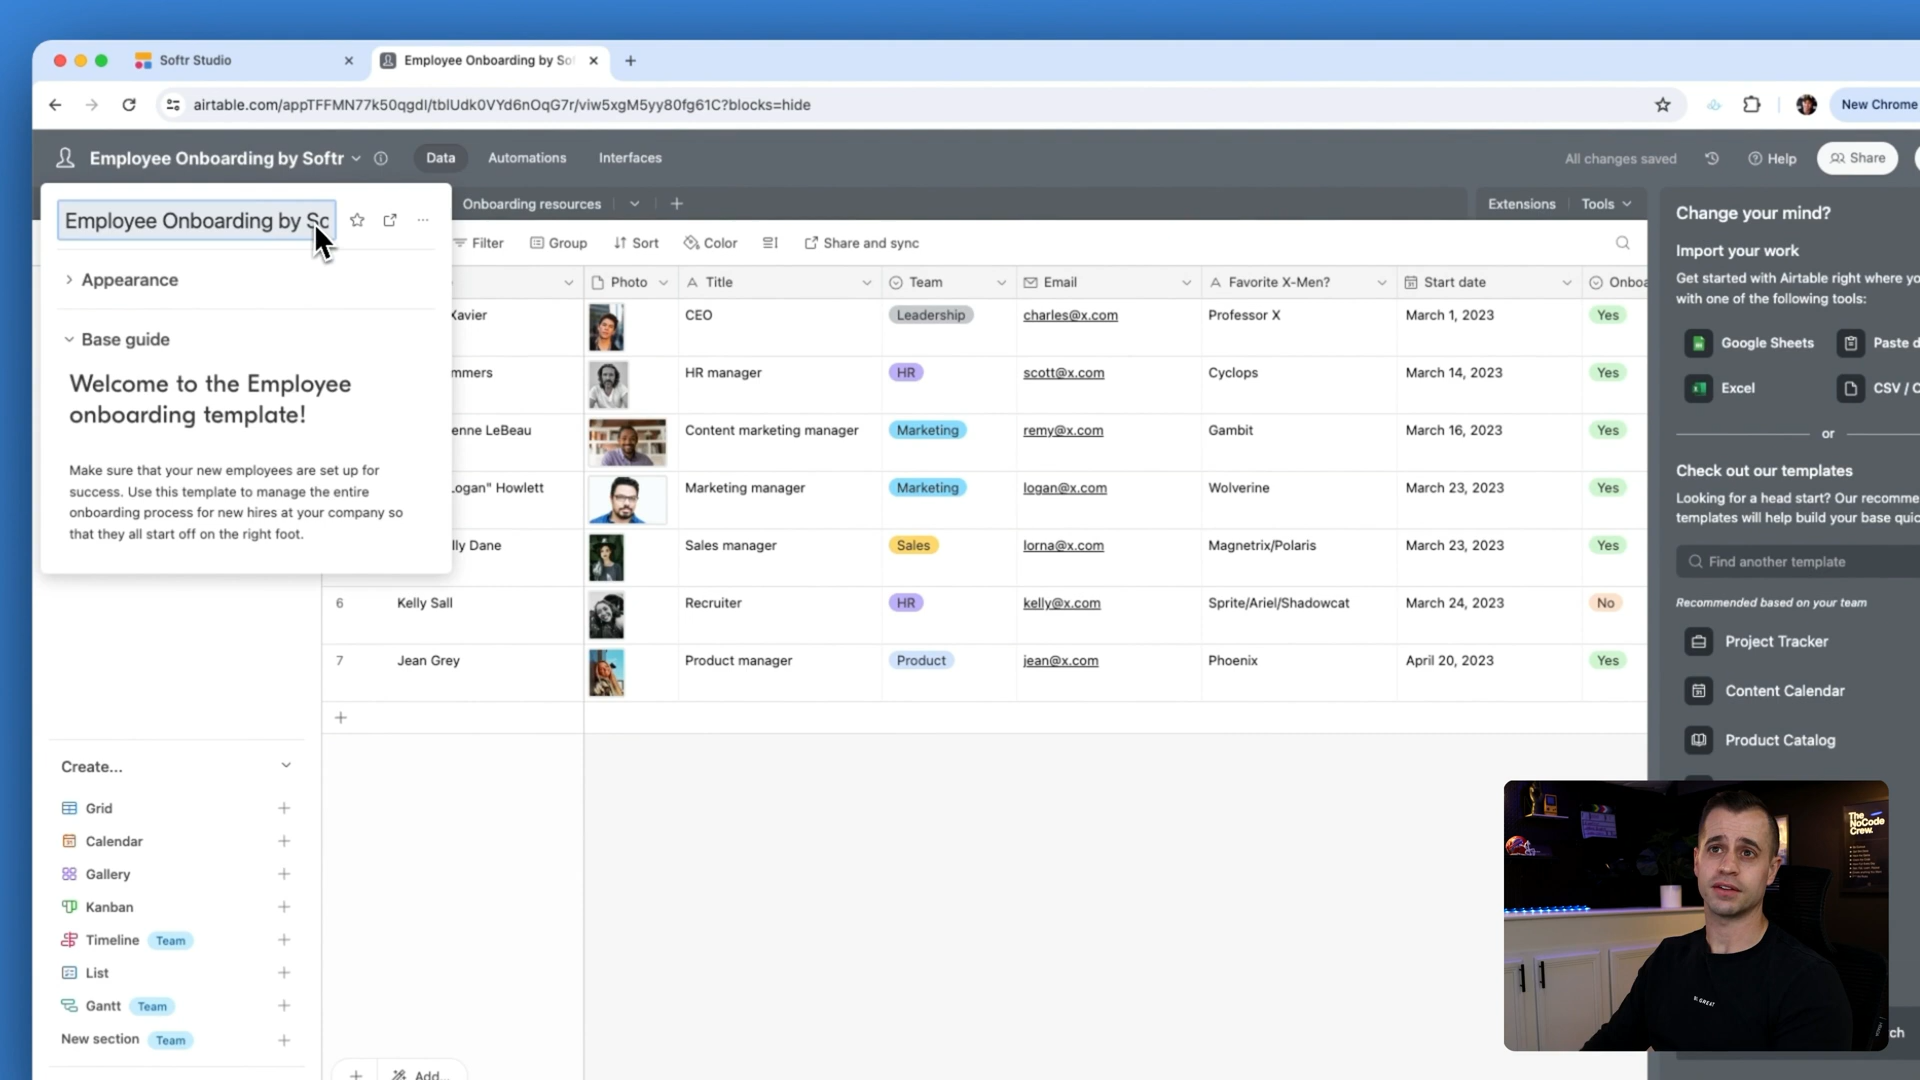 Softr Studio
Employee Onboarding by So
airtable.com/appTFFMN77k50qgdI/tblUdk0VYd6nOqG7r/viw5xgM5yy80fg61C?blocks=hide
New Chrome
Employee Onboarding by Softr
Data
Automations
Interfaces
All changes saved
Help
Share
Employee Onboarding by So
Appearance
Base guide
Welcome to the Employee
onboarding template!
Make sure that your new employees are set up for
success. Use this template to manage the entire
onboarding process for new hires at your company so
that they all start off on the right foot.
Onboarding resources
Extensions
Tools
Filter
Group
Sort
Color
Share and sync
Photo
Title
Team
Email
Favorite X-Men?
Start date
Onboa
Xavier
CEO
Leadership
charles@x.com
Professor X
March 1, 2023
Yes
mmers
HR manager
HR
scott@x.com
Cyclops
March 14, 2023
Yes
enne LeBeau
Content marketing manager
Marketing
remy@x.com
Gambit
March 16, 2023
Yes
Logan" Howlett
Marketing manager
Marketing
logan@x.com
Wolverine
March 23, 2023
Yes
lly Dane
Sales manager
Sales
lorna@x.com
Magnetrix/Polaris
March 23, 2023
Yes
6
Kelly Sall
Recruiter
HR
kelly@x.com
Sprite/Ariel/Shadowcat
March 24, 2023
No
7
Jean Grey
Product manager
Product
jean@x.com
Phoenix
April 20, 2023
Yes
Create...
Grid
Calendar
Gallery
Kanban
Timeline
Team
List
Gantt
Team
New section
Team
Add...
Change your mind?
Import your work
Get started with Airtable right where yo
with one of the following tools:
Google Sheets
Paste d
Excel
CSV / C
or
Check out our templates
Looking for a head start? Our recomme
templates will help build your base quic
Find another template
Recommended based on your team
Project Tracker
Content Calendar
Product Catalog
The
NoCode
Crew.
ch